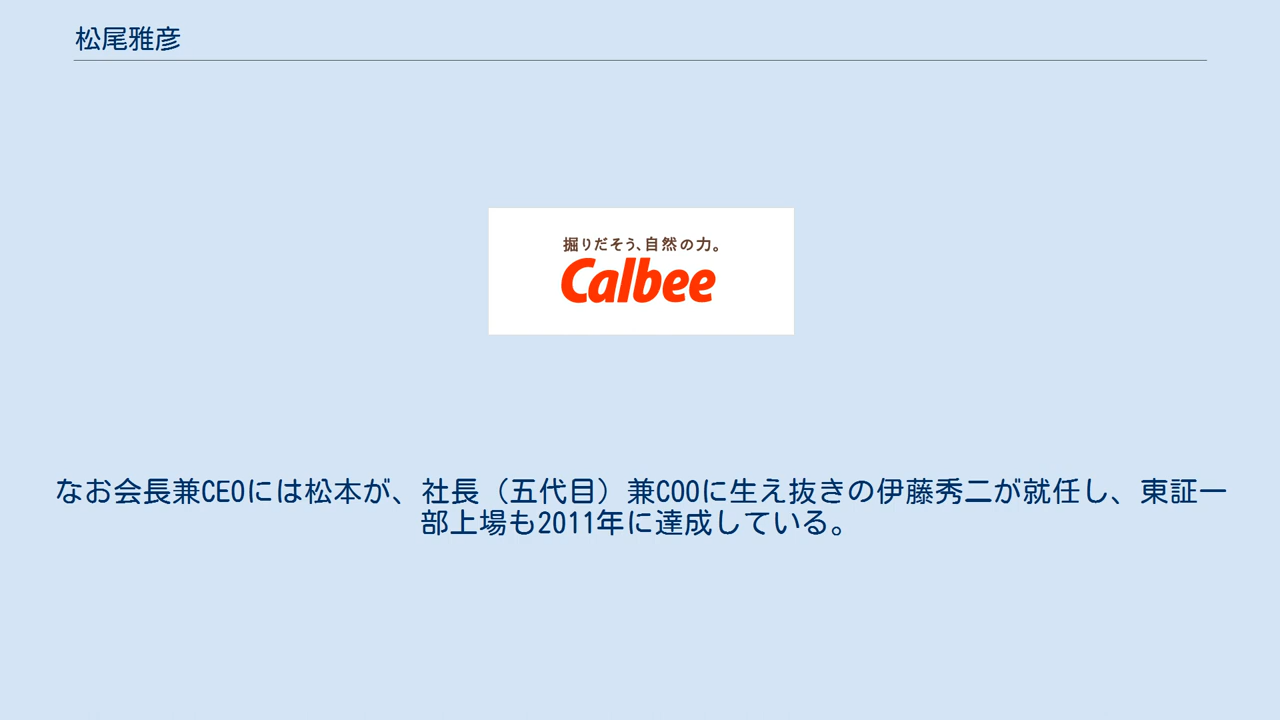 松尾雅彦
掘りだそう、自然の力。
Calbee
なお会長兼CEOには松本が、社長（五代目）兼COOに生え抜きの伊藤秀二が就任し、東証一
部上場も2011年に達成している。